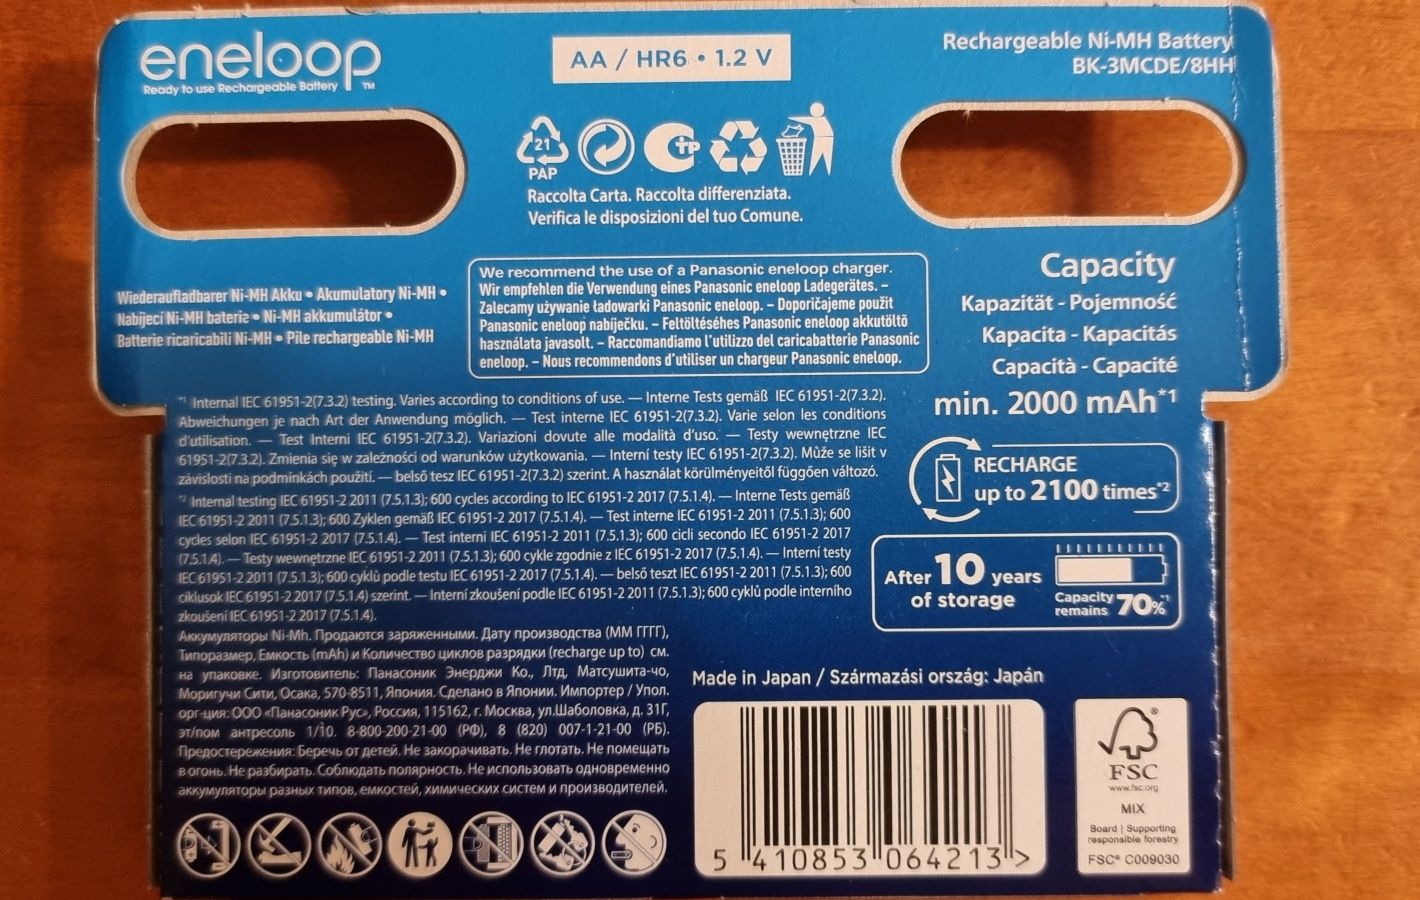 eneloop
Ready to use Rechargeable Battery ™
AA / HR6 • 1.2 V
Rechargeable Ni-MH Battery
BK-3MCDE/8HH
21
PAP
Raccolta Carta. Raccolta differenziata.
Verifica le disposizioni del tuo Comune.
Wiederaufladbarer Ni-MH Akku • Akumulatory Ni-MH •
Nabíjecí Ni-MH baterie • Ni-MH akkumulátor •
Batterie ricaricabili Ni-MH • Pile rechargeable Ni-MH
We recommend the use of a Panasonic eneloop charger.
Wir empfehlen die Verwendung eines Panasonic eneloop Ladegerätes. –
Zalecamy używanie ładowarki Panasonic eneloop. – Doporičajeme použit
Panasonic eneloop nabíječku. – Feltöltéséhes Panasonic eneloop akkutöltő
használata javasolt. – Raccomandiamo l'utilizzo del caricabatterie Panasonic
eneloop. – Nous recommendons d'utiliser un chargeur Panasonic eneloop.
Capacity
Kapazität - Pojemność
Kapacita - Kapacitás
Capacità - Capacité
min. 2000 mAh*1
*1 Internal IEC 61951-2(7.3.2) testing. Varies according to conditions of use. — Interne Tests gemäß IEC 61951-2(7.3.2).
Abweichungen je nach Art der Anwendung möglich. — Test interne IEC 61951-2(7.3.2). Varie selon les conditions
d'utilisation. — Test Interni IEC 61951-2(7.3.2). Variazioni dovute alle modalità d'uso. — Testy wewnętrzne IEC
61951-2(7.3.2). Zmienia się w zależności od warunków użytkowania. — Interní testy IEC 61951-2(7.3.2). Může se lišit v
závislosti na podmínkách použití. — belső tesz IEC 61951-2(7.3.2) szerint. A használat körülményeitől függően változó.
*2 Internal testing IEC 61951-2 2011 (7.5.1.3); 600 cycles according to IEC 61951-2 2017 (7.5.1.4). — Interne Tests gemäß
IEC 61951-2 2011 (7.5.1.3); 600 Zyklen gemäß IEC 61951-2 2017 (7.5.1.4). — Test interne IEC 61951-2 2011 (7.5.1.3); 600
cycles selon IEC 61951-2 2017 (7.5.1.4). — Test interni IEC 61951-2 2011 (7.5.1.3); 600 cicli secondo IEC 61951-2 2017
(7.5.1.4). — Testy wewnętrzne IEC 61951-2 2011 (7.5.1.3); 600 cykle zgodnie z IEC 61951-2 2017 (7.5.1.4). — Interní testy
IEC 61951-2 2011 (7.5.1.3); 600 cyklů podle testu IEC 61951-2 2017 (7.5.1.4). — belső teszt IEC 61951-2 2011 (7.5.1.3); 600
ciklusok IEC 61951-2 2017 (7.5.1.4) szerint. — Interní zkoušení podle IEC 61951-2 2011 (7.5.1.3); 600 cyklů podle interního
zkoušení IEC 61951-2 2017 (7.5.1.4).
RECHARGE
up to 2100 times*2
After 10 years
of storage
Capacity
remains 70%*1
Аккумуляторы Ni-Mh. Продаются заряженными. Дату производства (ММ ГГГГ),
Типоразмер, Емкость (mAh) и Количество циклов разрядки (recharge up to) см.
на упаковке. Изготовитель: Панасоник Энерджи Ко., Лтд, Матсушита-чо,
Моригучи Сити, Осака, 570-8511, Япония. Сделано в Японии. Импортер / Упол.
орг-ция: ООО «Панасоник Рус», Россия, 115162, г. Москва, ул.Шаболовка, д. 31Г,
эт/пом антресоль 1/10. 8-800-200-21-00 (РФ), 8 (820) 007-1-21-00 (РБ).
Предостережения: Беречь от детей. Не закорачивать. Не глотать. Не помещать
в огонь. Не разбирать. Соблюдать полярность. Не использовать одновременно
аккумуляторы разных типов, емкостей, химических систем и производителей.
Made in Japan / Származási ország: Japán
5 410853 064213 >
FSC®
www.fsc.org
MIX
Board | Supporting
responsible forestry
FSC® C009030